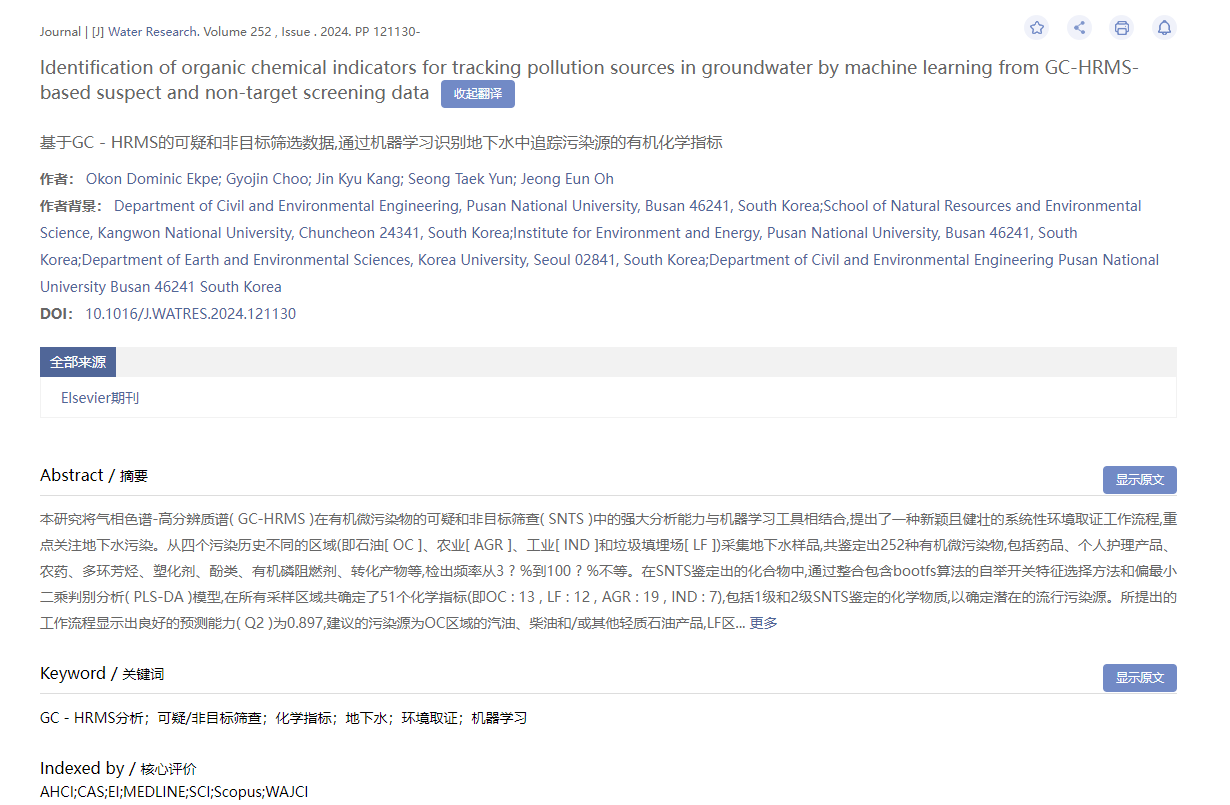 Journal | [J] Water Research. Volume 252 , Issue . 2024. PP 121130-
Identification of organic chemical indicators for tracking pollution sources in groundwater by machine learning from GC-HRMS-
based suspect and non-target screening data 收起翻译
基于GC - HRMS的可疑和非目标筛选数据,通过机器学习识别地下水中追踪污染源的有机化学指标
作者： Okon Dominic Ekpe; Gyojin Choo; Jin Kyu Kang; Seong Taek Yun; Jeong Eun Oh
作者背景： Department of Civil and Environmental Engineering, Pusan National University, Busan 46241, South Korea;School of Natural Resources and Environmental
Science, Kangwon National University, Chuncheon 24341, South Korea;Institute for Environment and Energy, Pusan National University, Busan 46241, South
Korea;Department of Earth and Environmental Sciences, Korea University, Seoul 02841, South Korea;Department of Civil and Environmental Engineering Pusan National
University Busan 46241 South Korea
DOI： 10.1016/J.WATRES.2024.121130
全部来源
Elsevier期刊
Abstract / 摘要
显示原文
本研究将气相色谱-高分辨质谱( GC-HRMS )在有机微污染物的可疑和非目标筛查( SNTS )中的强大分析能力与机器学习工具相结合,提出了一种新颖且健壮的系统性环境取证工作流程,重
点关注地下水污染。从四个污染历史不同的区域(即石油[ OC ]、农业[ AGR ]、工业[ IND ]和垃圾填埋场[ LF ])采集地下水样品,共鉴定出252种有机微污染物,包括药品、个人护理产品、
农药、多环芳烃、塑化剂、酚类、有机磷阻燃剂、转化产物等,检出频率从3 ? %到100 ? %不等。在SNTS鉴定出的化合物中,通过整合包含bootfs算法的自举开关特征选择方法和偏最小
二乘判别分析( PLS-DA )模型,在所有采样区域共确定了51个化学指标(即OC : 13 , LF : 12 , AGR : 19 , IND : 7),包括1级和2级SNTS鉴定的化学物质,以确定潜在的流行污染源。所提出的
工作流程显示出良好的预测能力( Q2 )为0.897,建议的污染源为OC区域的汽油、柴油和/或其他轻质石油产品,LF区... 更多
Keyword / 关键词
显示原文
GC - HRMS分析；可疑/非目标筛查；化学指标；地下水；环境取证；机器学习
Indexed by / 核心评价
AHCI;CAS;EI;MEDLINE;SCI;Scopus;WAJCI